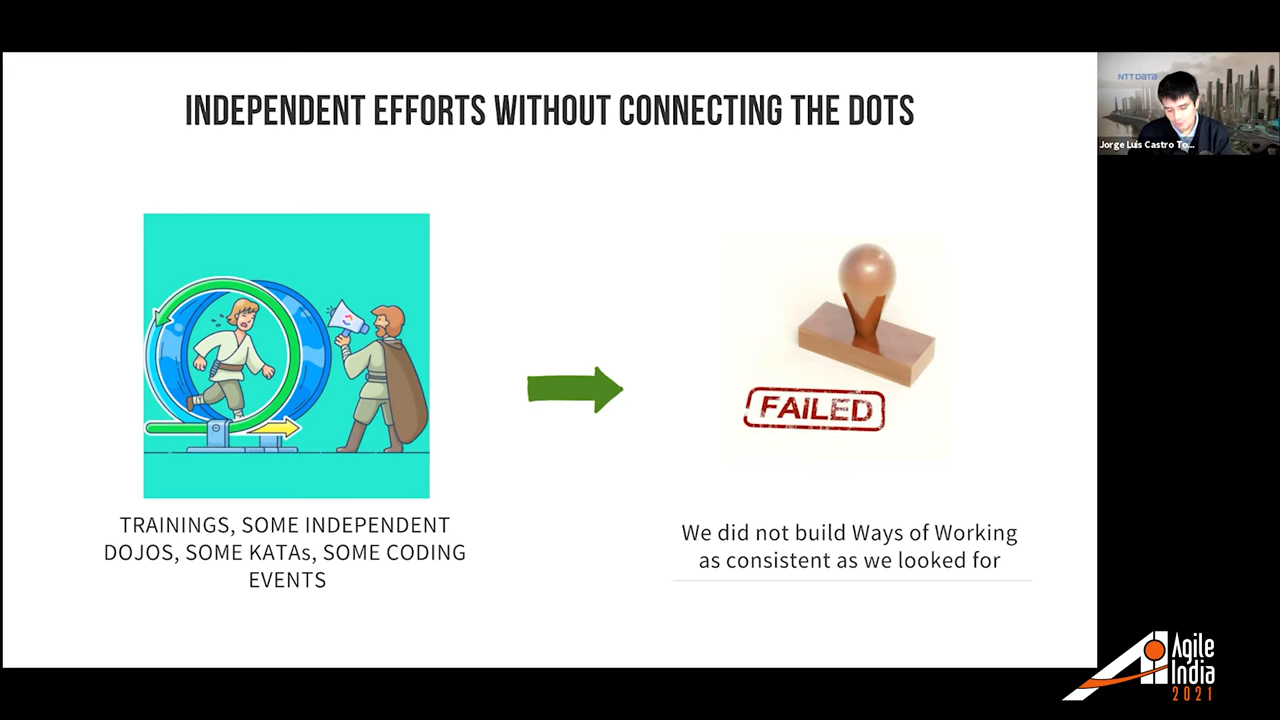 INDEPENDENT EFFORTS WITHOUT CONNECTING THE DOTS
NTT DATA
Jorge Luis Castro To...
FAILED
TRAININGS, SOME INDEPENDENT
DOJOS, SOME KATAs, SOME CODING
EVENTS
We did not build Ways of Working
as consistent as we looked for
Agile
India
2021